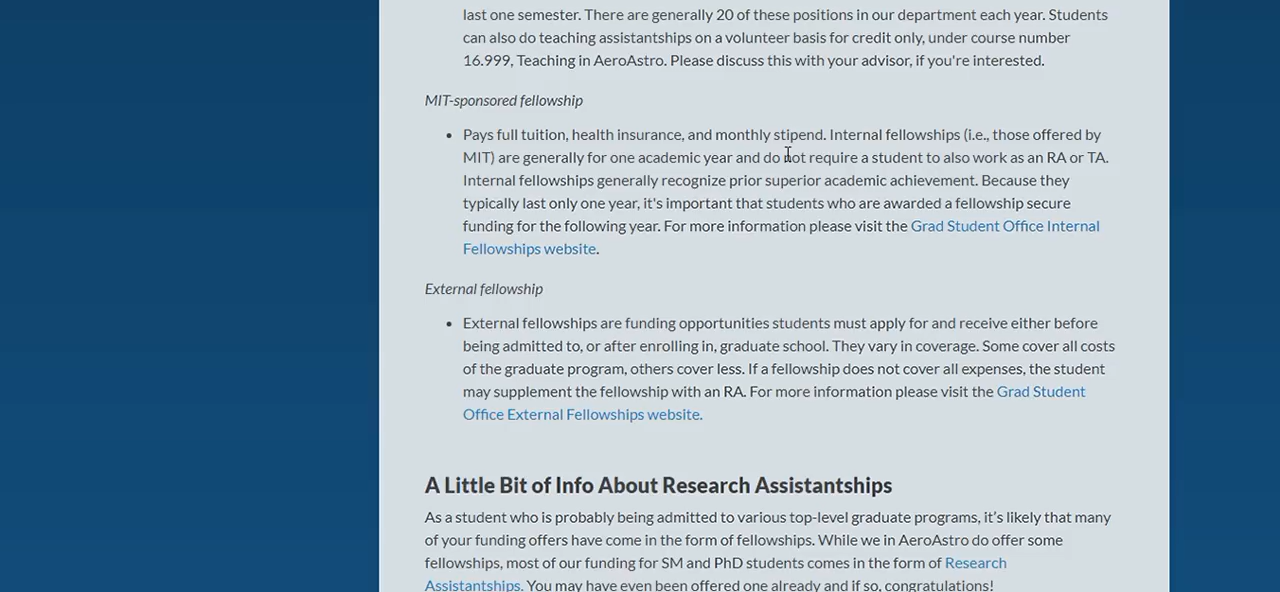 last one semester. There are generally 20 of these positions in our department each year. Students
can also do teaching assistantships on a volunteer basis for credit only, under course number
16.999, Teaching in AeroAstro. Please discuss this with your advisor, if you're interested.
MIT-sponsored fellowship
• Pays full tuition, health insurance, and monthly stipend. Internal fellowships (i.e., those offered by
MIT) are generally for one academic year and do not require a student to also work as an RA or TA.
Internal fellowships generally recognize prior superior academic achievement. Because they
typically last only one year, it's important that students who are awarded a fellowship secure
funding for the following year. For more information please visit the Grad Student Office Internal
Fellowships website.
External fellowship
• External fellowships are funding opportunities students must apply for and receive either before
being admitted to, or after enrolling in, graduate school. They vary in coverage. Some cover all costs
of the graduate program, others cover less. If a fellowship does not cover all expenses, the student
may supplement the fellowship with an RA. For more information please visit the Grad Student
Office External Fellowships website.
A Little Bit of Info About Research Assistantships
As a student who is probably being admitted to various top-level graduate programs, it’s likely that many
of your funding offers have come in the form of fellowships. While we in AeroAstro do offer some
fellowships, most of our funding for SM and PhD students comes in the form of Research
Assistantships. You may have even been offered one already and if so, congratulations!